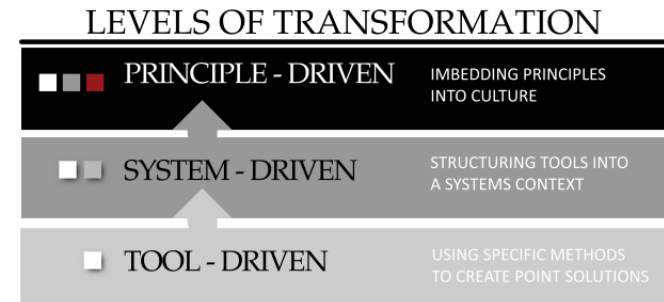 LEVELS OF TRANSFORMATION
PRINCIPLE - DRIVEN
IMBEDDING PRINCIPLES
INTO CULTURE
SYSTEM - DRIVEN
STRUCTURING TOOLS INTO
A SYSTEMS CONTEXT
TOOL - DRIVEN
USING SPECIFIC METHODS
TO CREATE POINT SOLUTIONS